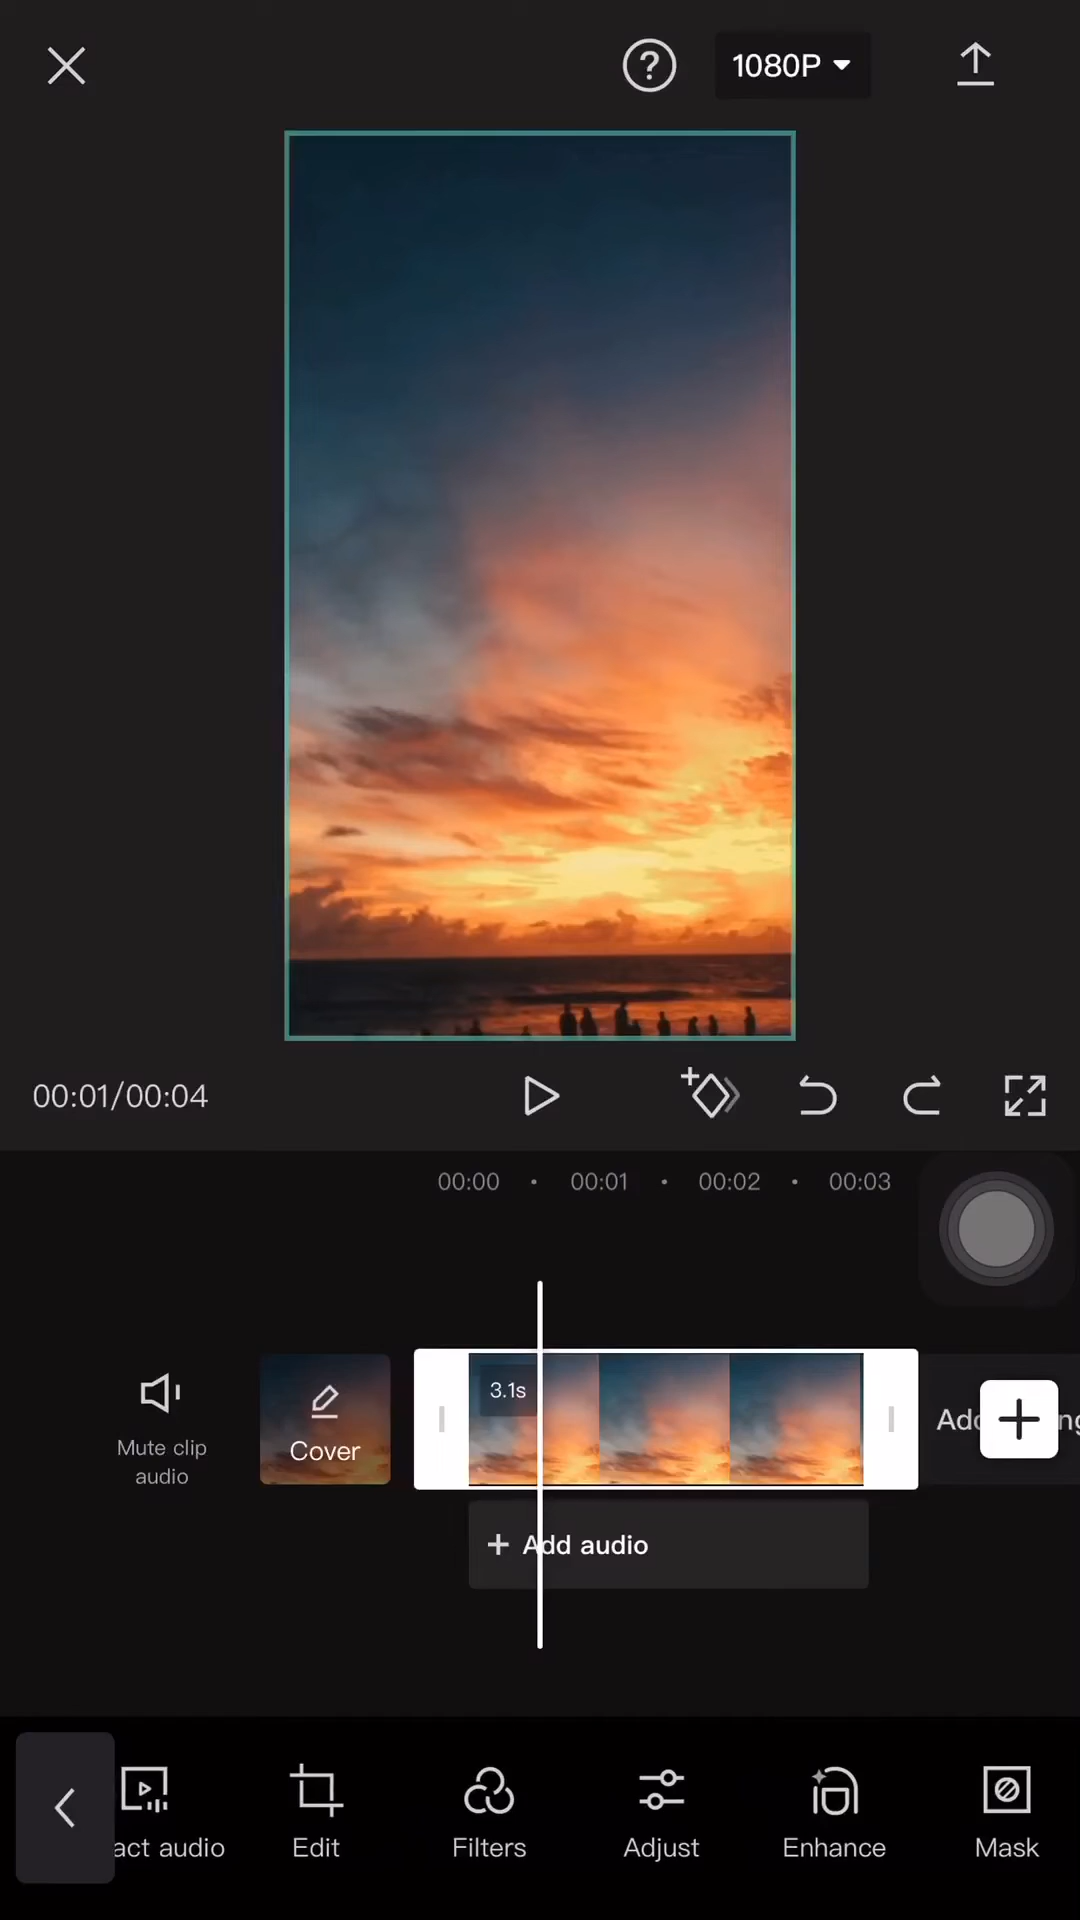 1080P
00:01/00:04
00:00 • 00:01 • 00:02 • 00:03
3.1s
Cover
Mute clip
audio
Add audio
act audio
Edit
Filters
Adjust
Enhance
Mask